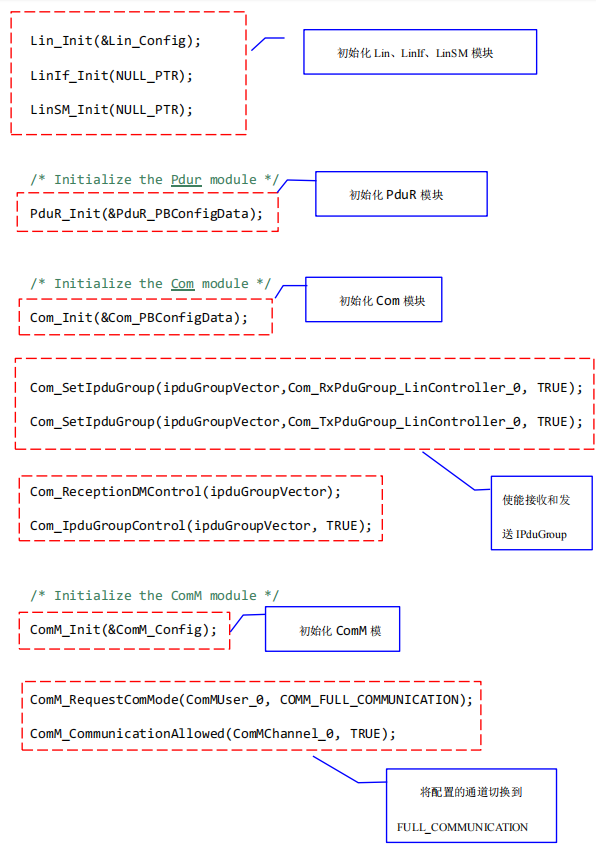 Lin_Init(&Lin_Config);
LinIf_Init(NULL_PTR);
LinSM_Init(NULL_PTR);
初始化 Lin、LinIf、LinSM 模块
/* Initialize the Pdur module */
PduR_Init(&PduR_PBConfigData);
初始化 PduR 模块
/* Initialize the Com module */
Com_Init(&Com_PBConfigData);
初始化 Com 模块
Com_SetIpduGroup(ipduGroupVector,Com_RxPduGroup_LinController_0, TRUE);
Com_SetIpduGroup(ipduGroupVector,Com_TxPduGroup_LinController_0, TRUE);
使能接收和发
送 IPduGroup
Com_ReceptionDMControl(ipduGroupVector);
Com_IpduGroupControl(ipduGroupVector, TRUE);
/* Initialize the ComM module */
ComM_Init(&ComM_Config);
初始化 ComM 模
ComM_RequestComMode(ComMUser_0, COMM_FULL_COMMUNICATION);
ComM_CommunicationAllowed(ComMChannel_0, TRUE);
将配置的通道切换到
FULL_COMMUNICATION